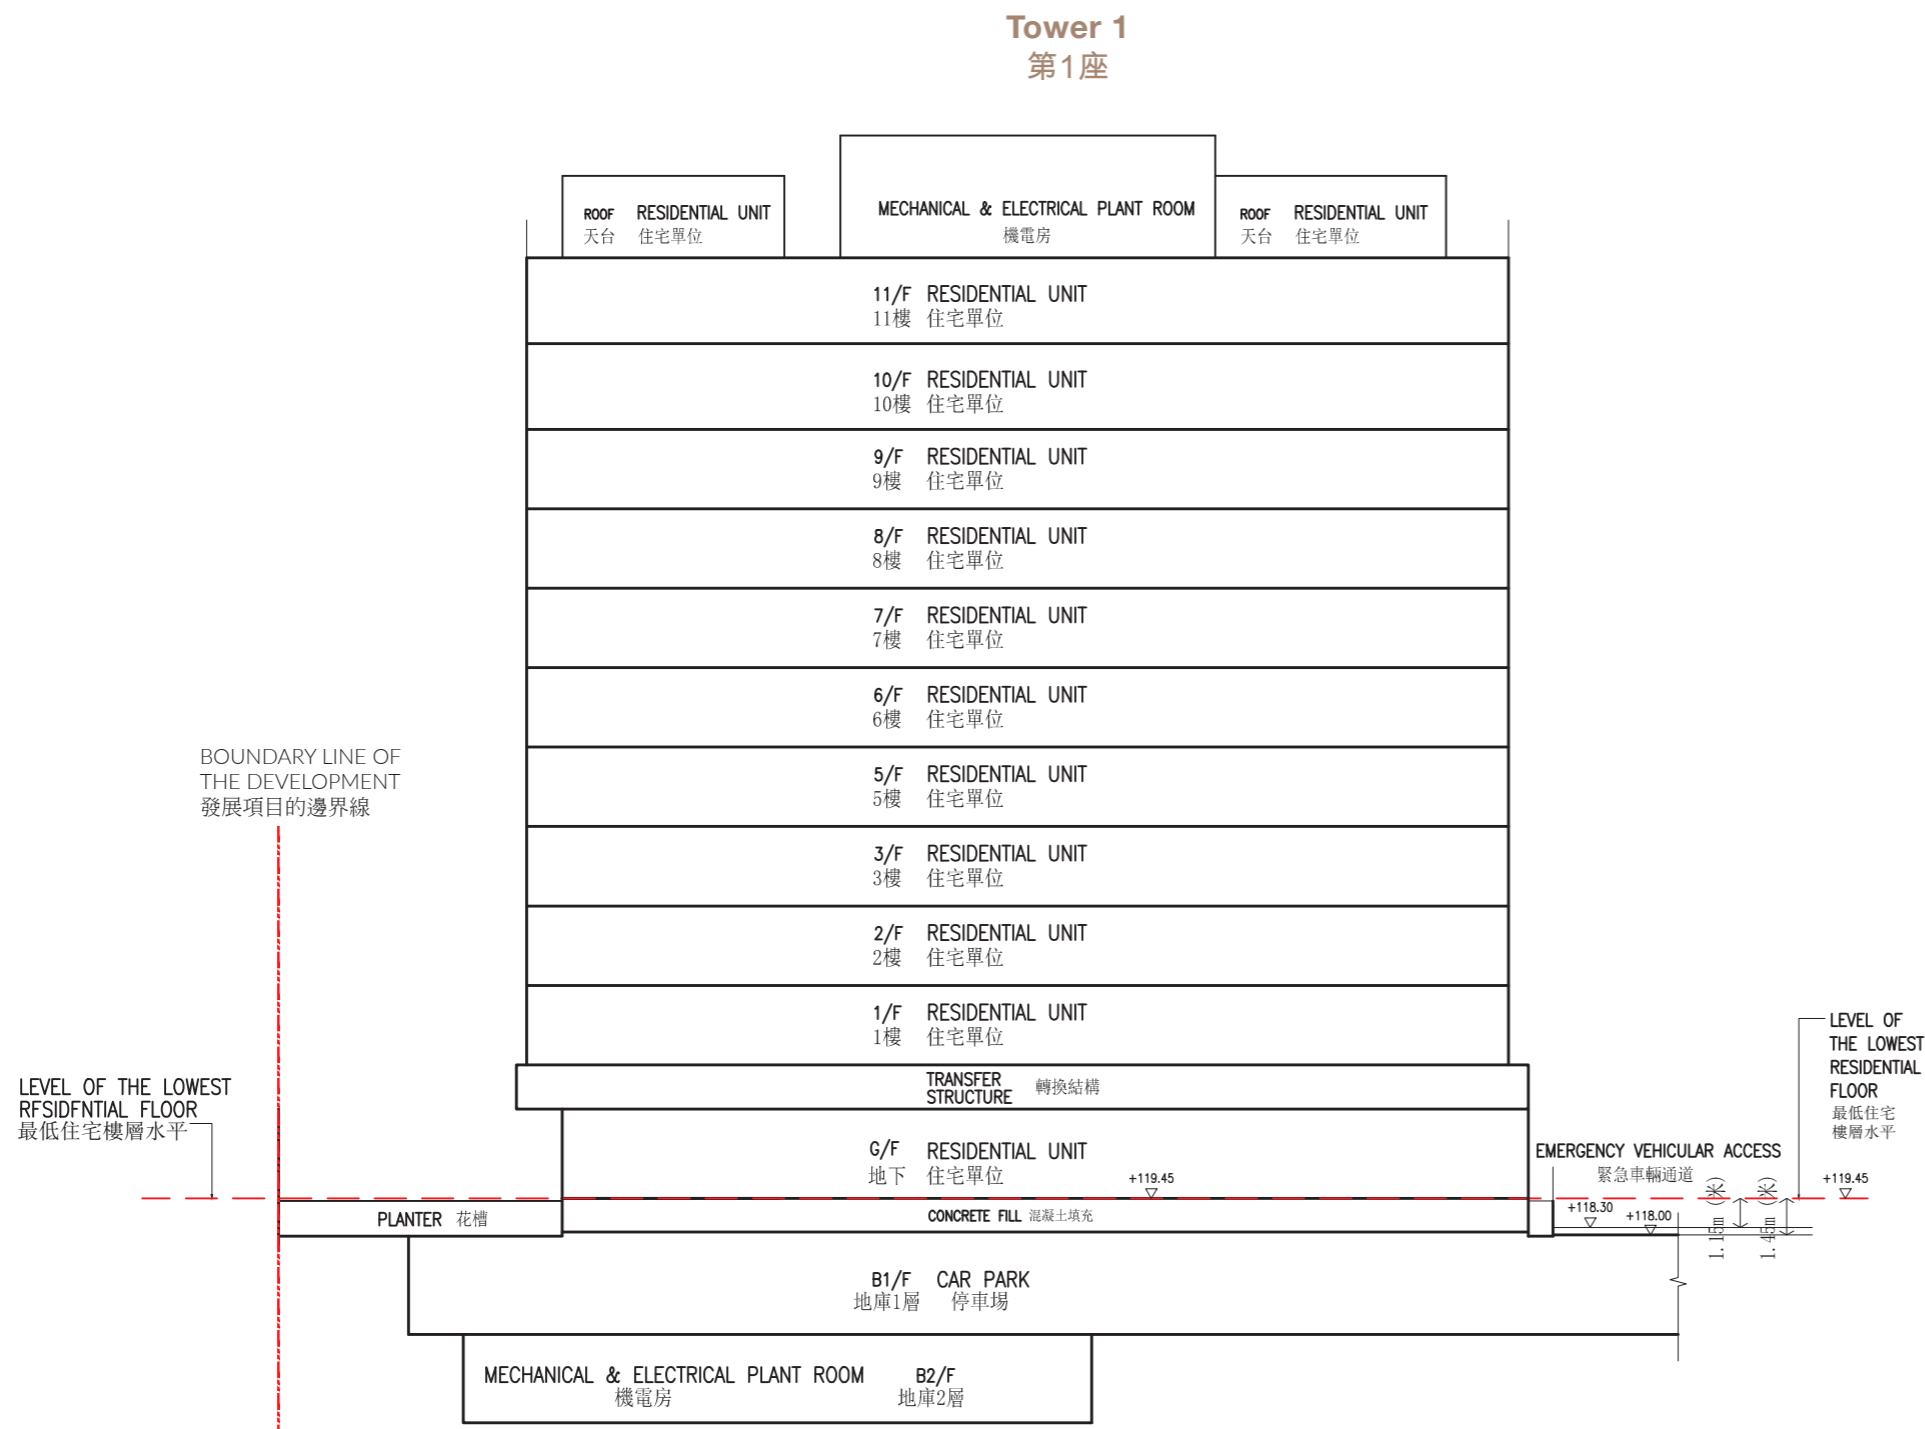 Tower 1
第1座
MECHANICAL & ELECTRICAL PLANT ROOM
機電房
ROOF RESIDENTIAL UNIT
天台 住宅單位
ROOF RESIDENTIAL UNIT
天台 住宅單位
11/F RESIDENTIAL UNIT
11樓 住宅單位
10/F RESIDENTIAL UNIT
10樓 住宅單位
9/F RESIDENTIAL UNIT
9樓 住宅單位
8/F RESIDENTIAL UNIT
8樓 住宅單位
7/F RESIDENTIAL UNIT
7樓 住宅單位
6/F RESIDENTIAL UNIT
6樓 住宅單位
BOUNDARY LINE OF
THE DEVELOPMENT
發展項目的邊界線
5/F RESIDENTIAL UNIT
5樓 住宅單位
3/F RESIDENTIAL UNIT
3樓 住宅單位
2/F RESIDENTIAL UNIT
2樓 住宅單位
1/F RESIDENTIAL UNIT
1樓 住宅單位
LEVEL OF
THE LOWEST
RESIDENTIAL
FLOOR
最低住宅
樓層水平
LEVEL OF THE LOWEST
RFSIDFNTIAL FLOOR
最低住宅樓層水平
TRANSFER
STRUCTURE 轉換結構
G/F RESIDENTIAL UNIT
地下 住宅單位
+119.45
EMERGENCY VEHICULAR ACCESS
緊急車輛通道
+119.45
+118.30
+118.00
1.15m (米)
1.45m (米)
PLANTER 花槽
CONCRETE FILL 混凝土填充
B1/F CAR PARK
地庫1層 停車場
MECHANICAL & ELECTRICAL PLANT ROOM B2/F
機電房 地庫2層